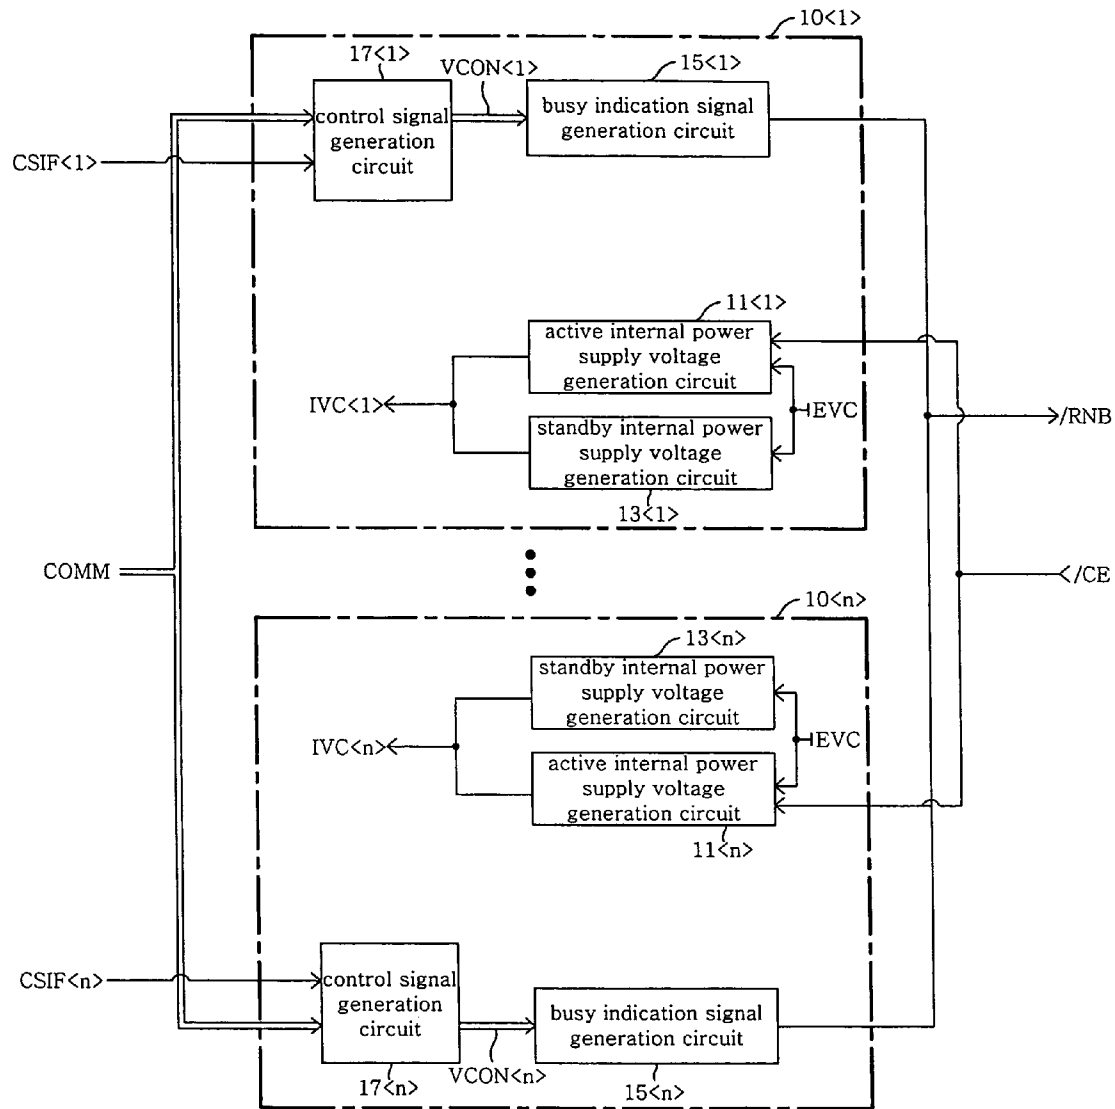 10<1>
17<1>
VCON<1>
15<1>
control signal
generation
circuit
busy indication signal
generation circuit
CSIF<1>
11<1>
active internal power
supply voltage
generation circuit
IVC<1>
EVC
/RNB
standby internal power
supply voltage
generation circuit
13<1>
COMM
/CE
10<n>
13<n>
standby internal power
supply voltage
generation circuit
IVC<n>
EVC
active internal power
supply voltage
generation circuit
11<n>
CSIF<n>
control signal
generation
circuit
busy indication signal
generation circuit
VCON<n>
17<n>
15<n>